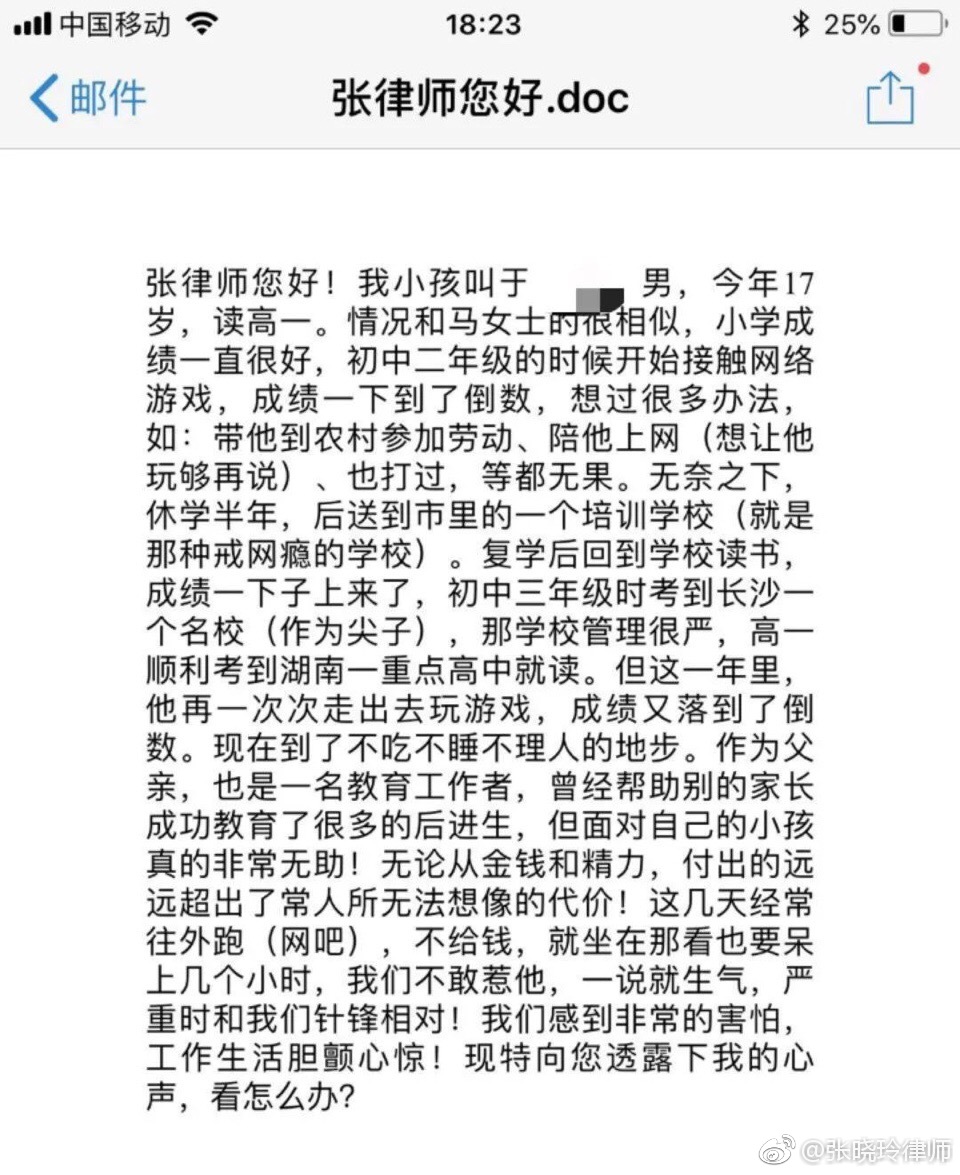 中国移动 18:23 25%
邮件 张律师您好.doc
张律师您好！我小孩叫于 男，今年17
岁，读高一。情况和马女士的很相似，小学成
绩一直很好，初中二年级的时候开始接触网络
游戏，成绩一下到了倒数，想过很多办法，
如：带他到农村参加劳动、陪他上网（想让他
玩够再说）、也打过，等都无果。无奈之下，
休学半年，后送到市里的一个培训学校（就是
那种戒网瘾的学校）。复学后回到学校读书，
成绩一下子上来了，初中三年级时考到长沙一
个名校（作为尖子），那学校管理很严，高一
顺利考到湖南一重点高中就读。但这一年里，
他再一次次走出去玩游戏，成绩又落到了倒
数。现在到了不吃不睡不理人的地步。作为父
亲，也是一名教育工作者，曾经帮助别的家长
成功教育了很多的后进生，但面对自己的小孩
真的非常无助！无论从金钱和精力，付出的远
远超出了常人所无法想像的代价！这几天经常
往外跑（网吧），不给钱，就坐在那看也要呆
上几个小时，我们不敢惹他，一说就生气，严
重时和我们针锋相对！我们感到非常的害怕，
工作生活胆颤心惊！现特向您透露下我的心
声，看怎么办？
@张晓玲律师